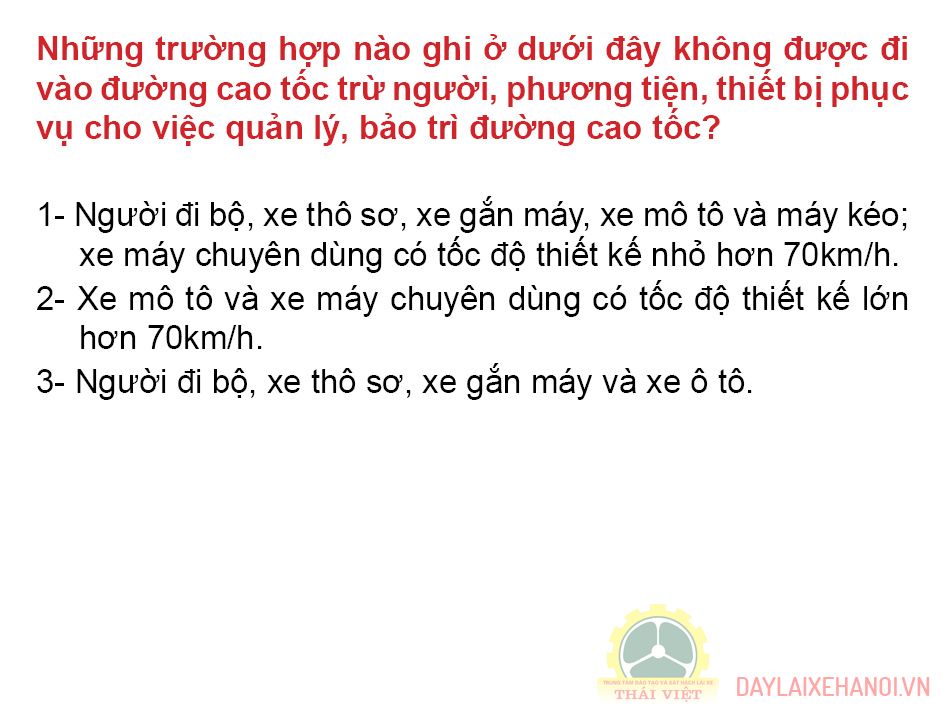 Những trường hợp nào ghi ở dưới đây không được đi
vào đường cao tốc trừ người, phương tiện, thiết bị phục
vụ cho việc quản lý, bảo trì đường cao tốc?
1- Người đi bộ, xe thô sơ, xe gắn máy, xe mô tô và máy kéo;
xe máy chuyên dùng có tốc độ thiết kế nhỏ hơn 70km/h.
2- Xe mô tô và xe máy chuyên dùng có tốc độ thiết kế lớn
hơn 70km/h.
3- Người đi bộ, xe thô sơ, xe gắn máy và xe ô tô.
TRUNG TÂM ĐÀO TẠO VÀ SÁT HẠCH LÁI XE
THÁI VIỆT
DAYLAIXEHANOI.VN